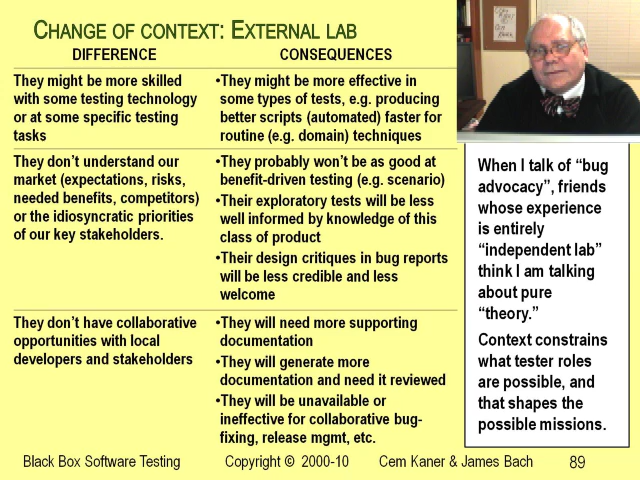 CHANGE OF CONTEXT: EXTERNAL LAB
DIFFERENCE
CONSEQUENCES
They might be more skilled
with some testing technology
or at some specific testing
tasks
•They might be more effective in
some types of tests, e.g. producing
better scripts (automated) faster for
routine (e.g. domain) techniques
They don't understand our
market (expectations, risks,
needed benefits, competitors)
or the idiosyncratic priorities
of our key stakeholders.
•They probably won't be as good at
benefit-driven testing (e.g. scenario)
•Their exploratory tests will be less
well informed by knowledge of this
class of product
•Their design critiques in bug reports
will be less credible and less
welcome
They don't have collaborative
opportunities with local
developers and stakeholders
•They will need more supporting
documentation
•They will generate more
documentation and need it reviewed
•They will be unavailable or
ineffective for collaborative bug-
fixing, release mgmt, etc.
When I talk of “bug
advocacy”, friends
whose experience
is entirely
“independent lab”
think I am talking
about pure
“theory.”
Context constrains
what tester roles
are possible, and
that shapes the
possible missions.
Black Box Software Testing Copyright © 2000-10 Cem Kaner & James Bach 89